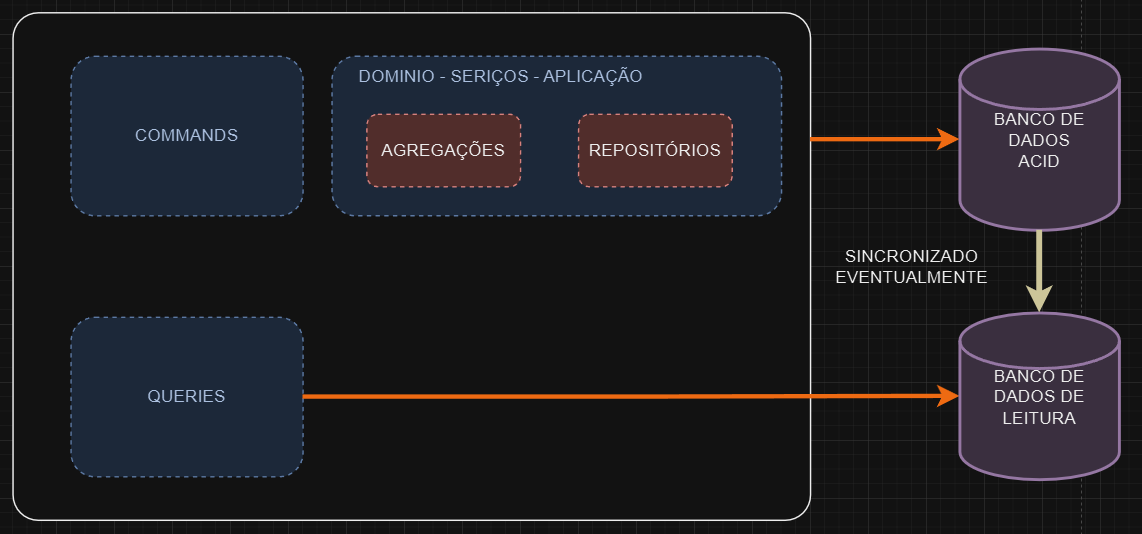 COMMANDS
DOMINIO - SERIÇOS - APLICAÇÃO
AGREGAÇÕES
REPOSITÓRIOS
BANCO DE
DADOS
ACID
SINCRONIZADO
EVENTUALMENTE
QUERIES
BANCO DE
DADOS DE
LEITURA